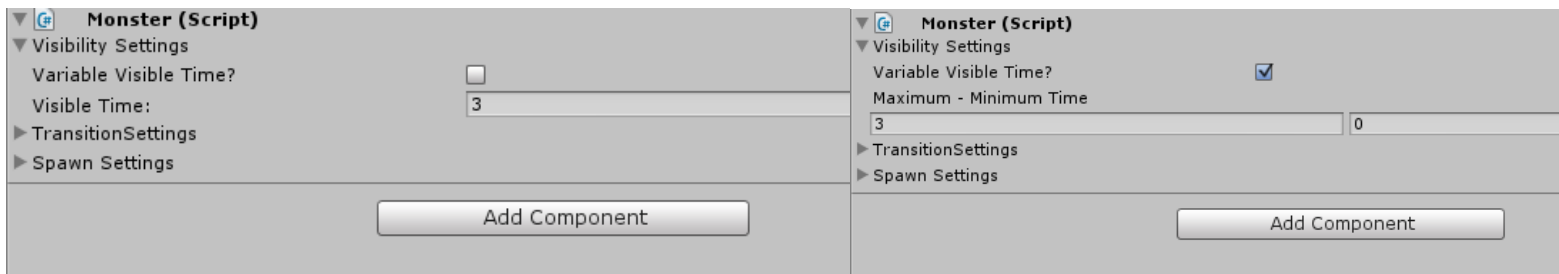 Monster (Script)
Visibility Settings
Variable Visible Time?
Visible Time: 3
TransitionSettings
Spawn Settings
Add Component
Monster (Script)
Visibility Settings
Variable Visible Time?
Maximum - Minimum Time
3 0
TransitionSettings
Spawn Settings
Add Component